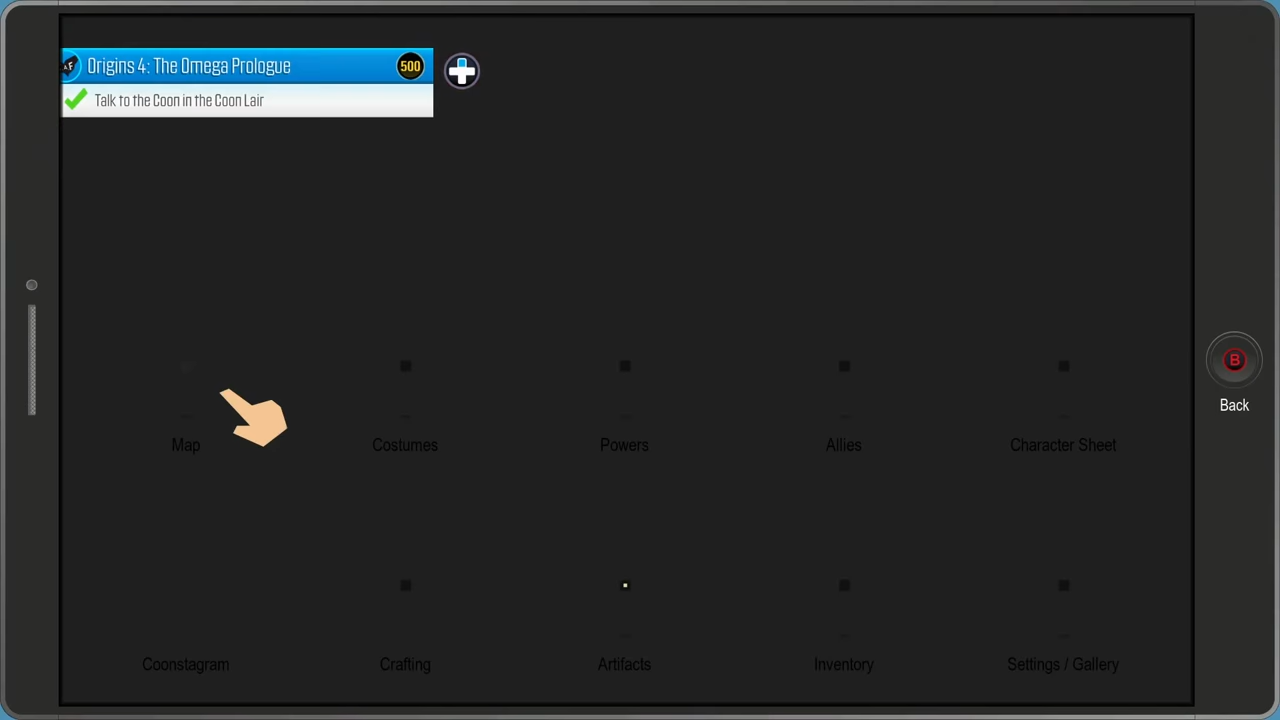 Origins 4: The Omega Prologue 500
Talk to the Coon in the Coon Lair
B
Back
Map Costumes Powers Allies Character Sheet
Coonstagram Crafting Artifacts Inventory Settings / Gallery